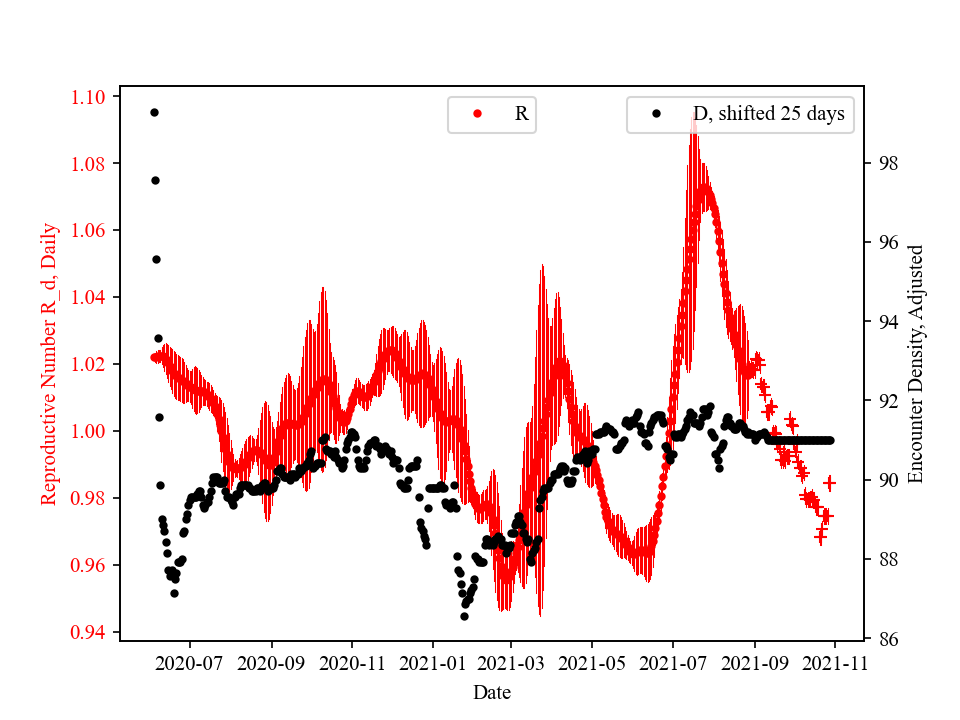 R
D, shifted 25 days
1.10
1.08
1.06
1.04
1.02
1.00
0.98
0.96
0.94
Reproductive Number R_d, Daily
98
96
94
92
90
88
86
Encounter Density, Adjusted
2020-07 2020-09 2020-11 2021-01 2021-03 2021-05 2021-07 2021-09 2021-11
Date